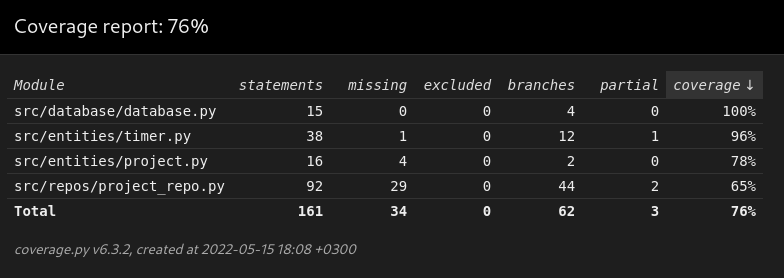 Coverage report: 76%
Module statements missing excluded branches partial coverage ↓
src/database/database.py 15 0 0 4 0 100%
src/entities/timer.py 38 1 0 12 1 96%
src/entities/project.py 16 4 0 2 0 78%
src/repos/project_repo.py 92 29 0 44 2 65%
Total 161 34 0 62 3 76%
coverage.py v6.3.2, created at 2022-05-15 18:08 +0300